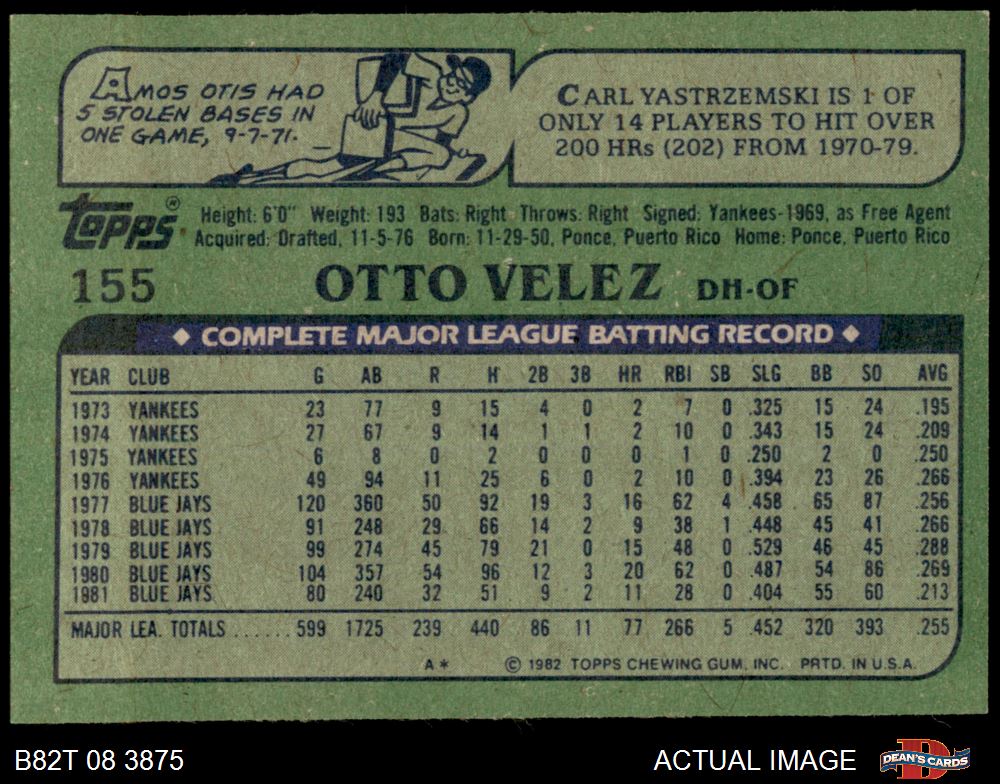 AMOS OTIS HAD
5 STOLEN BASES IN
ONE GAME, 9-7-71.
CARL YASTRZEMSKI IS 1 OF
ONLY 14 PLAYERS TO HIT OVER
200 HRs (202) FROM 1970-79.
Topps®
Height: 6'0" Weight: 193 Bats: Right Throws: Right Signed: Yankees-1969, as Free Agent
Acquired: Drafted, 11-5-76 Born: 11-29-50, Ponce, Puerto Rico Home: Ponce, Puerto Rico
155 OTTO VELEZ DH-OF
◆ COMPLETE MAJOR LEAGUE BATTING RECORD ◆
YEAR CLUB G AB R H 2B 3B HR RBI SB SLG BB SO AVG
1973 YANKEES 23 77 9 15 4 0 2 7 0 .325 15 24 .195
1974 YANKEES 27 67 9 14 1 1 2 10 0 .343 15 24 .209
1975 YANKEES 6 8 0 2 0 0 0 1 0 .250 2 0 .250
1976 YANKEES 49 94 11 25 6 0 2 10 0 .394 23 26 .266
1977 BLUE JAYS 120 360 50 92 19 3 16 62 4 .458 65 87 .256
1978 BLUE JAYS 91 248 29 66 14 2 9 38 1 .448 45 41 .266
1979 BLUE JAYS 99 274 45 79 21 0 15 48 0 .529 46 45 .288
1980 BLUE JAYS 104 357 54 96 12 3 20 62 0 .487 54 86 .269
1981 BLUE JAYS 80 240 32 51 9 2 11 28 0 .404 55 60 .213
MAJOR LEA. TOTALS ...... 599 1725 239 440 86 11 77 266 5 .452 320 393 .255
A* © 1982 TOPPS CHEWING GUM, INC. PRTD. IN U.S.A.
B82T 08 3875 ACTUAL IMAGE D DEAN'S CARDS